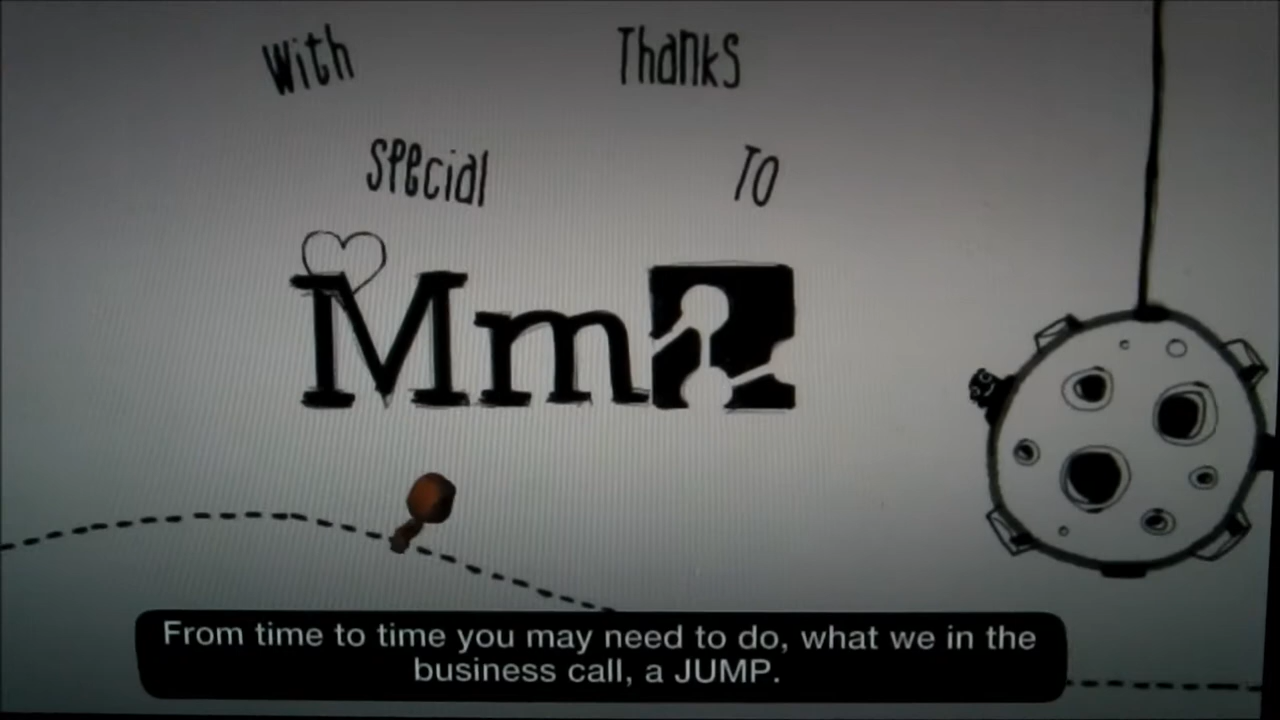 With Thanks
Special To
Mm
From time to time you may need to do, what we in the
business call, a JUMP.